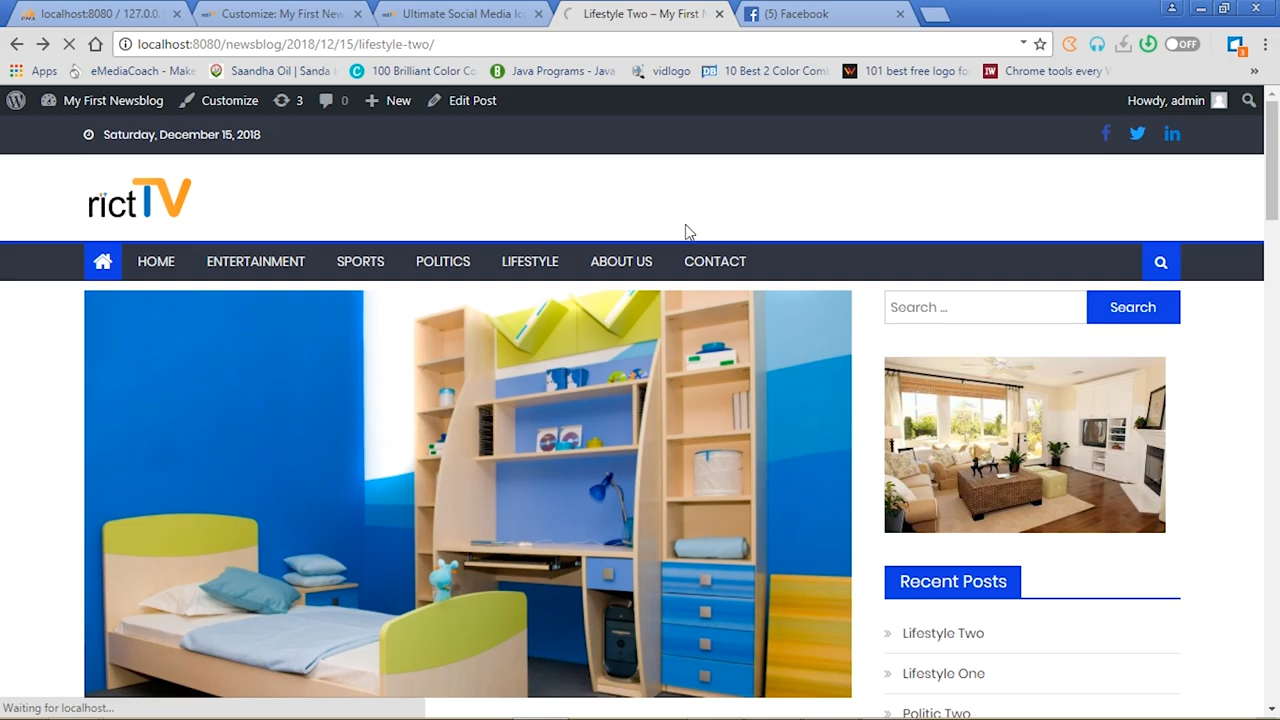 localhost:8080 / 127.0.0.
Customize: My First New
Ultimate Social Media Ic
Lifestyle Two – My First N
(5) Facebook
localhost:8080/newsblog/2018/12/15/lifestyle-two/
OFF
3
Apps
eMediaCoach - Make
Saandha Oil | Sanda
100 Brilliant Color Co
Java Programs - Java
vidlogo
10 Best 2 Color Comb
101 best free logo fo
Chrome tools every
My First Newsblog
Customize
3
0
New
Edit Post
Howdy, admin
Saturday, December 15, 2018
rictTV
HOME
ENTERTAINMENT
SPORTS
POLITICS
LIFESTYLE
ABOUT US
CONTACT
Search ...
Search
Recent Posts
Lifestyle Two
Lifestyle One
Politic Two
Waiting for localhost...